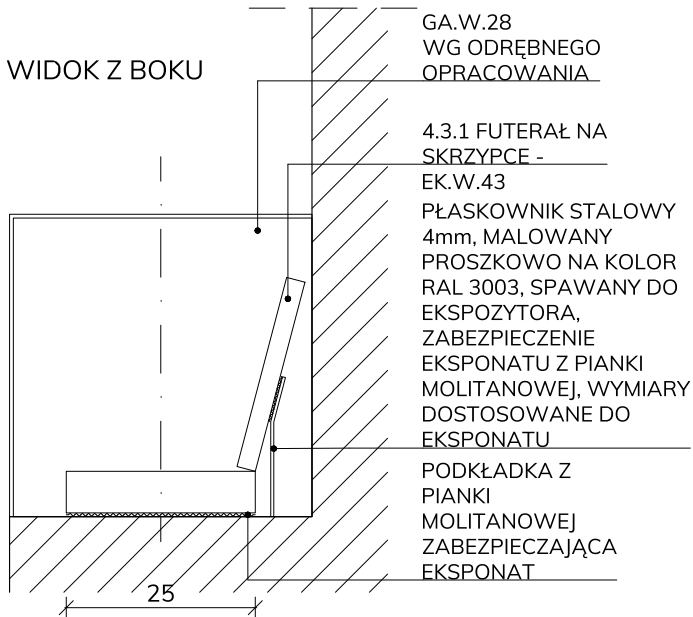 GA.W.28
WG ODRĘBNEGO
OPRACOWANIA
WIDOK Z BOKU
4.3.1 FUTERAŁ NA
SKRZYPCE -
EK.W.43
PŁASKOWNIK STALOWY
4mm, MALOWANY
PROSZKOWO NA KOLOR
RAL 3003, SPAWANY DO
EKSPOZYTORA,
ZABEZPIECZENIE
EKSPONATU Z PIANKI
MOLITANOWEJ, WYMIARY
DOSTOSOWANE DO
EKSPONATU
PODKŁADKA Z
PIANKI
MOLITANOWEJ
ZABEZPIECZAJĄCA
EKSPONAT
25